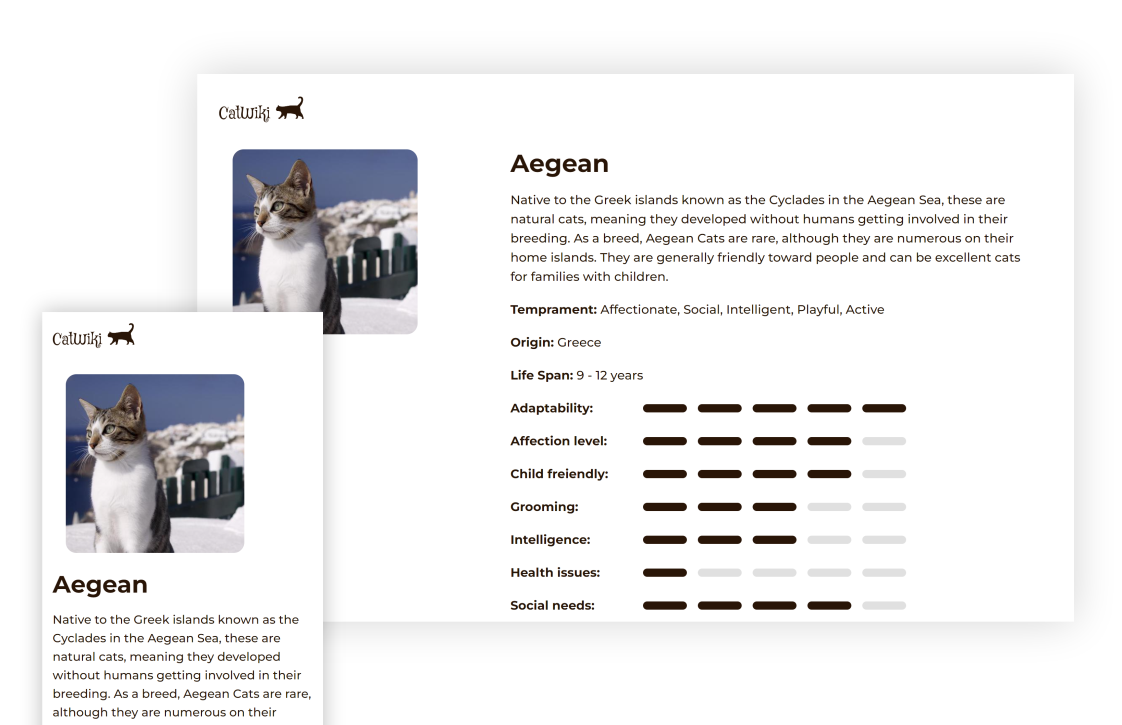 CatWiki
Aegean
Native to the Greek islands known as the Cyclades in the Aegean Sea, these are
natural cats, meaning they developed without humans getting involved in their
breeding. As a breed, Aegean Cats are rare, although they are numerous on their
home islands. They are generally friendly toward people and can be excellent cats
for families with children.
Temprament: Affectionate, Social, Intelligent, Playful, Active
Origin: Greece
Life Span: 9 - 12 years
Adaptability:
Affection level:
Child freiendly:
Grooming:
Intelligence:
Health issues:
Social needs:
CatWiki
Aegean
Native to the Greek islands known as the
Cyclades in the Aegean Sea, these are
natural cats, meaning they developed
without humans getting involved in their
breeding. As a breed, Aegean Cats are rare,
although they are numerous on their